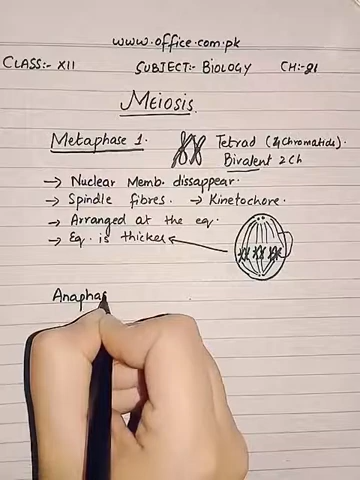 www.office.com.pk
CLASS:- XII SUBJECT:- BIOLOGY CH:- 21
MEIOSIS
Metaphase 1. Tetrad (4 chromatids).
Bivalent 2 Ch
→ Nuclear Memb. dissappear.
→ Spindle fibres. → Kinetochore.
→ Arranged at the eq.
→ Eq. is thicker
Anaphas